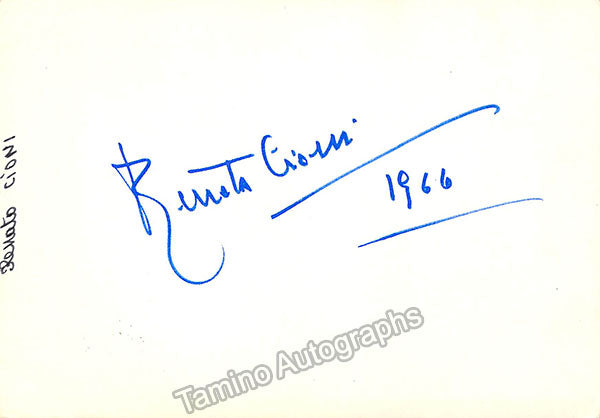 Renato CIONI
Renato Cioni
1966
Tamino Autographs